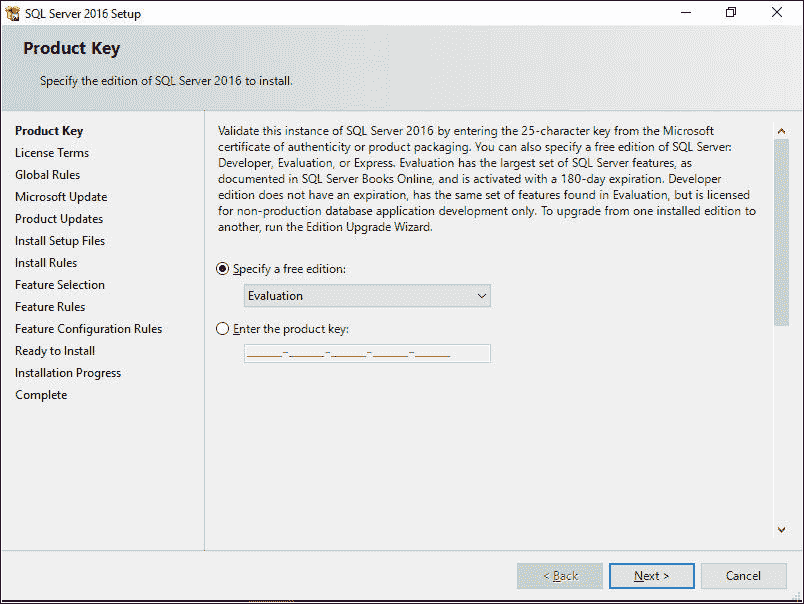 SQL Server 2016 Setup
Product Key
Specify the edition of SQL Server 2016 to install.
Product Key
License Terms
Global Rules
Microsoft Update
Product Updates
Install Setup Files
Install Rules
Feature Selection
Feature Rules
Feature Configuration Rules
Ready to Install
Installation Progress
Complete
Validate this instance of SQL Server 2016 by entering the 25-character key from the Microsoft
certificate of authenticity or product packaging. You can also specify a free edition of SQL Server:
Developer, Evaluation, or Express. Evaluation has the largest set of SQL Server features, as
documented in SQL Server Books Online, and is activated with a 180-day expiration. Developer
edition does not have an expiration, has the same set of features found in Evaluation, but is licensed
for non-production database application development only. To upgrade from one installed edition to
another, run the Edition Upgrade Wizard.
Specify a free edition:
Evaluation
Enter the product key:
_____-_____-_____-_____-_____
< Back
Next >
Cancel